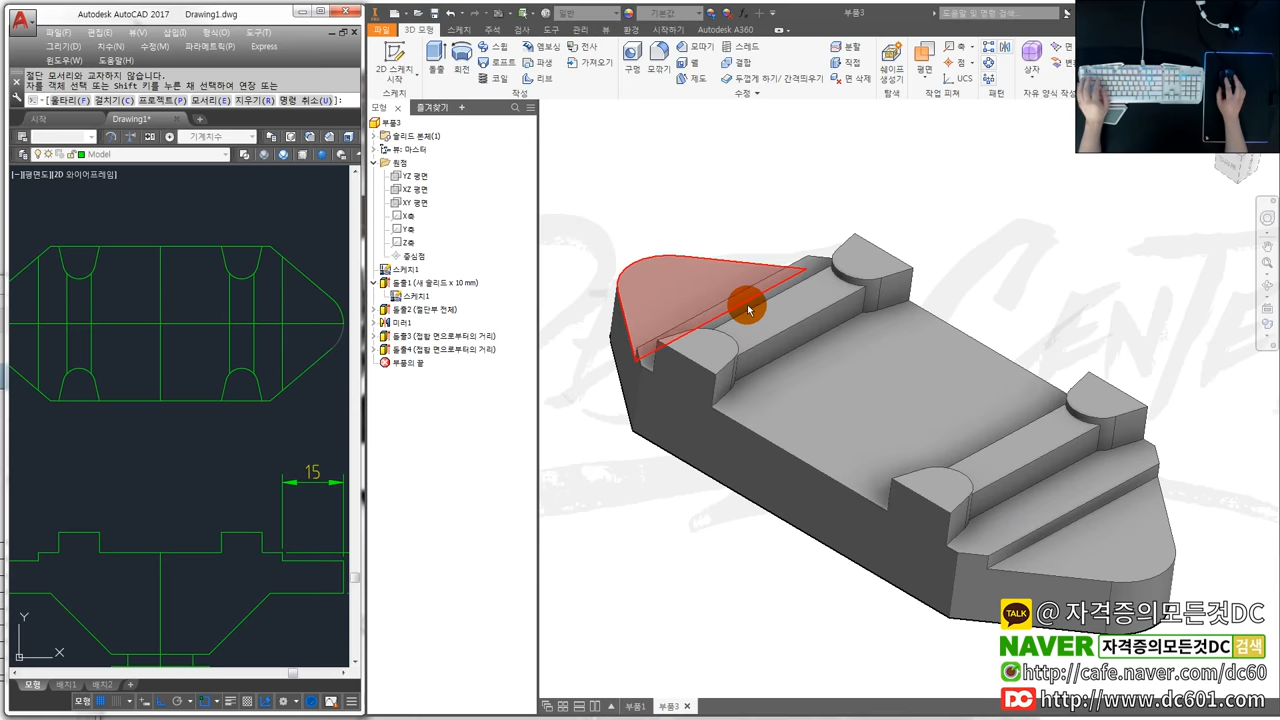 Autodesk AutoCAD 2017    Drawing1.dwg
파일(F) 편집(E) 뷰(V) 삽입(I) 형식(O) 도구(T)
그리기(D) 치수(N) 수정(M) 파라메트릭(P) Express
윈도우(W) 도움말(H)
절단 모서리와 교차하지 않습니다.
자를 객체 선택 또는 Shift 키를 누른 채 선택하여 연장 또는
[울타리(F) 걸치기(C) 프로젝트(P) 모서리(E) 지우기(R) 명령 취소(U)]:
시작 Drawing1*
기계치수
Model
[−][평면도][2D 와이어프레임]
15
Y
X
모형 배치1 배치2 +
모형
일반 기본값 부품3 도움말 및 명령 검색...
파일 3D 모형 스케치 주석 검사 도구 관리 뷰 환경 시작하기 Autodesk A360
2D 스케치 시작
스케치
돌출 회전
스윕 엠보싱 전사
로프트 파생 가져오기
코일 리브
구멍 모깎기
모따기 스레드 분할
쉘 결합 직접
제도 두껍게 하기/간격띄우기 면 삭제
수정
쉐이프 생성기
탐색
평면 축 점 UCS
작업 피쳐
패턴
상자 면
자유 양식 작성
모형 즐겨찾기 +
부품3
솔리드 본체(1)
뷰: 마스터
원점
YZ 평면
XZ 평면
XY 평면
X축
Y축
Z축
중심점
스케치1
돌출1 (새 솔리드 x 10 mm)
스케치1
돌출2 (절단부 전체)
미러1
돌출3 (접합 면으로부터의 거리)
돌출4 (접합 면으로부터의 거리)
부품의 끝
TALK @ 자격증의모든것DC
NAVER 자격증의모든것DC 검색
http://cafe.naver.com/dc60
DC http://www.dc601.com
부품1 부품3